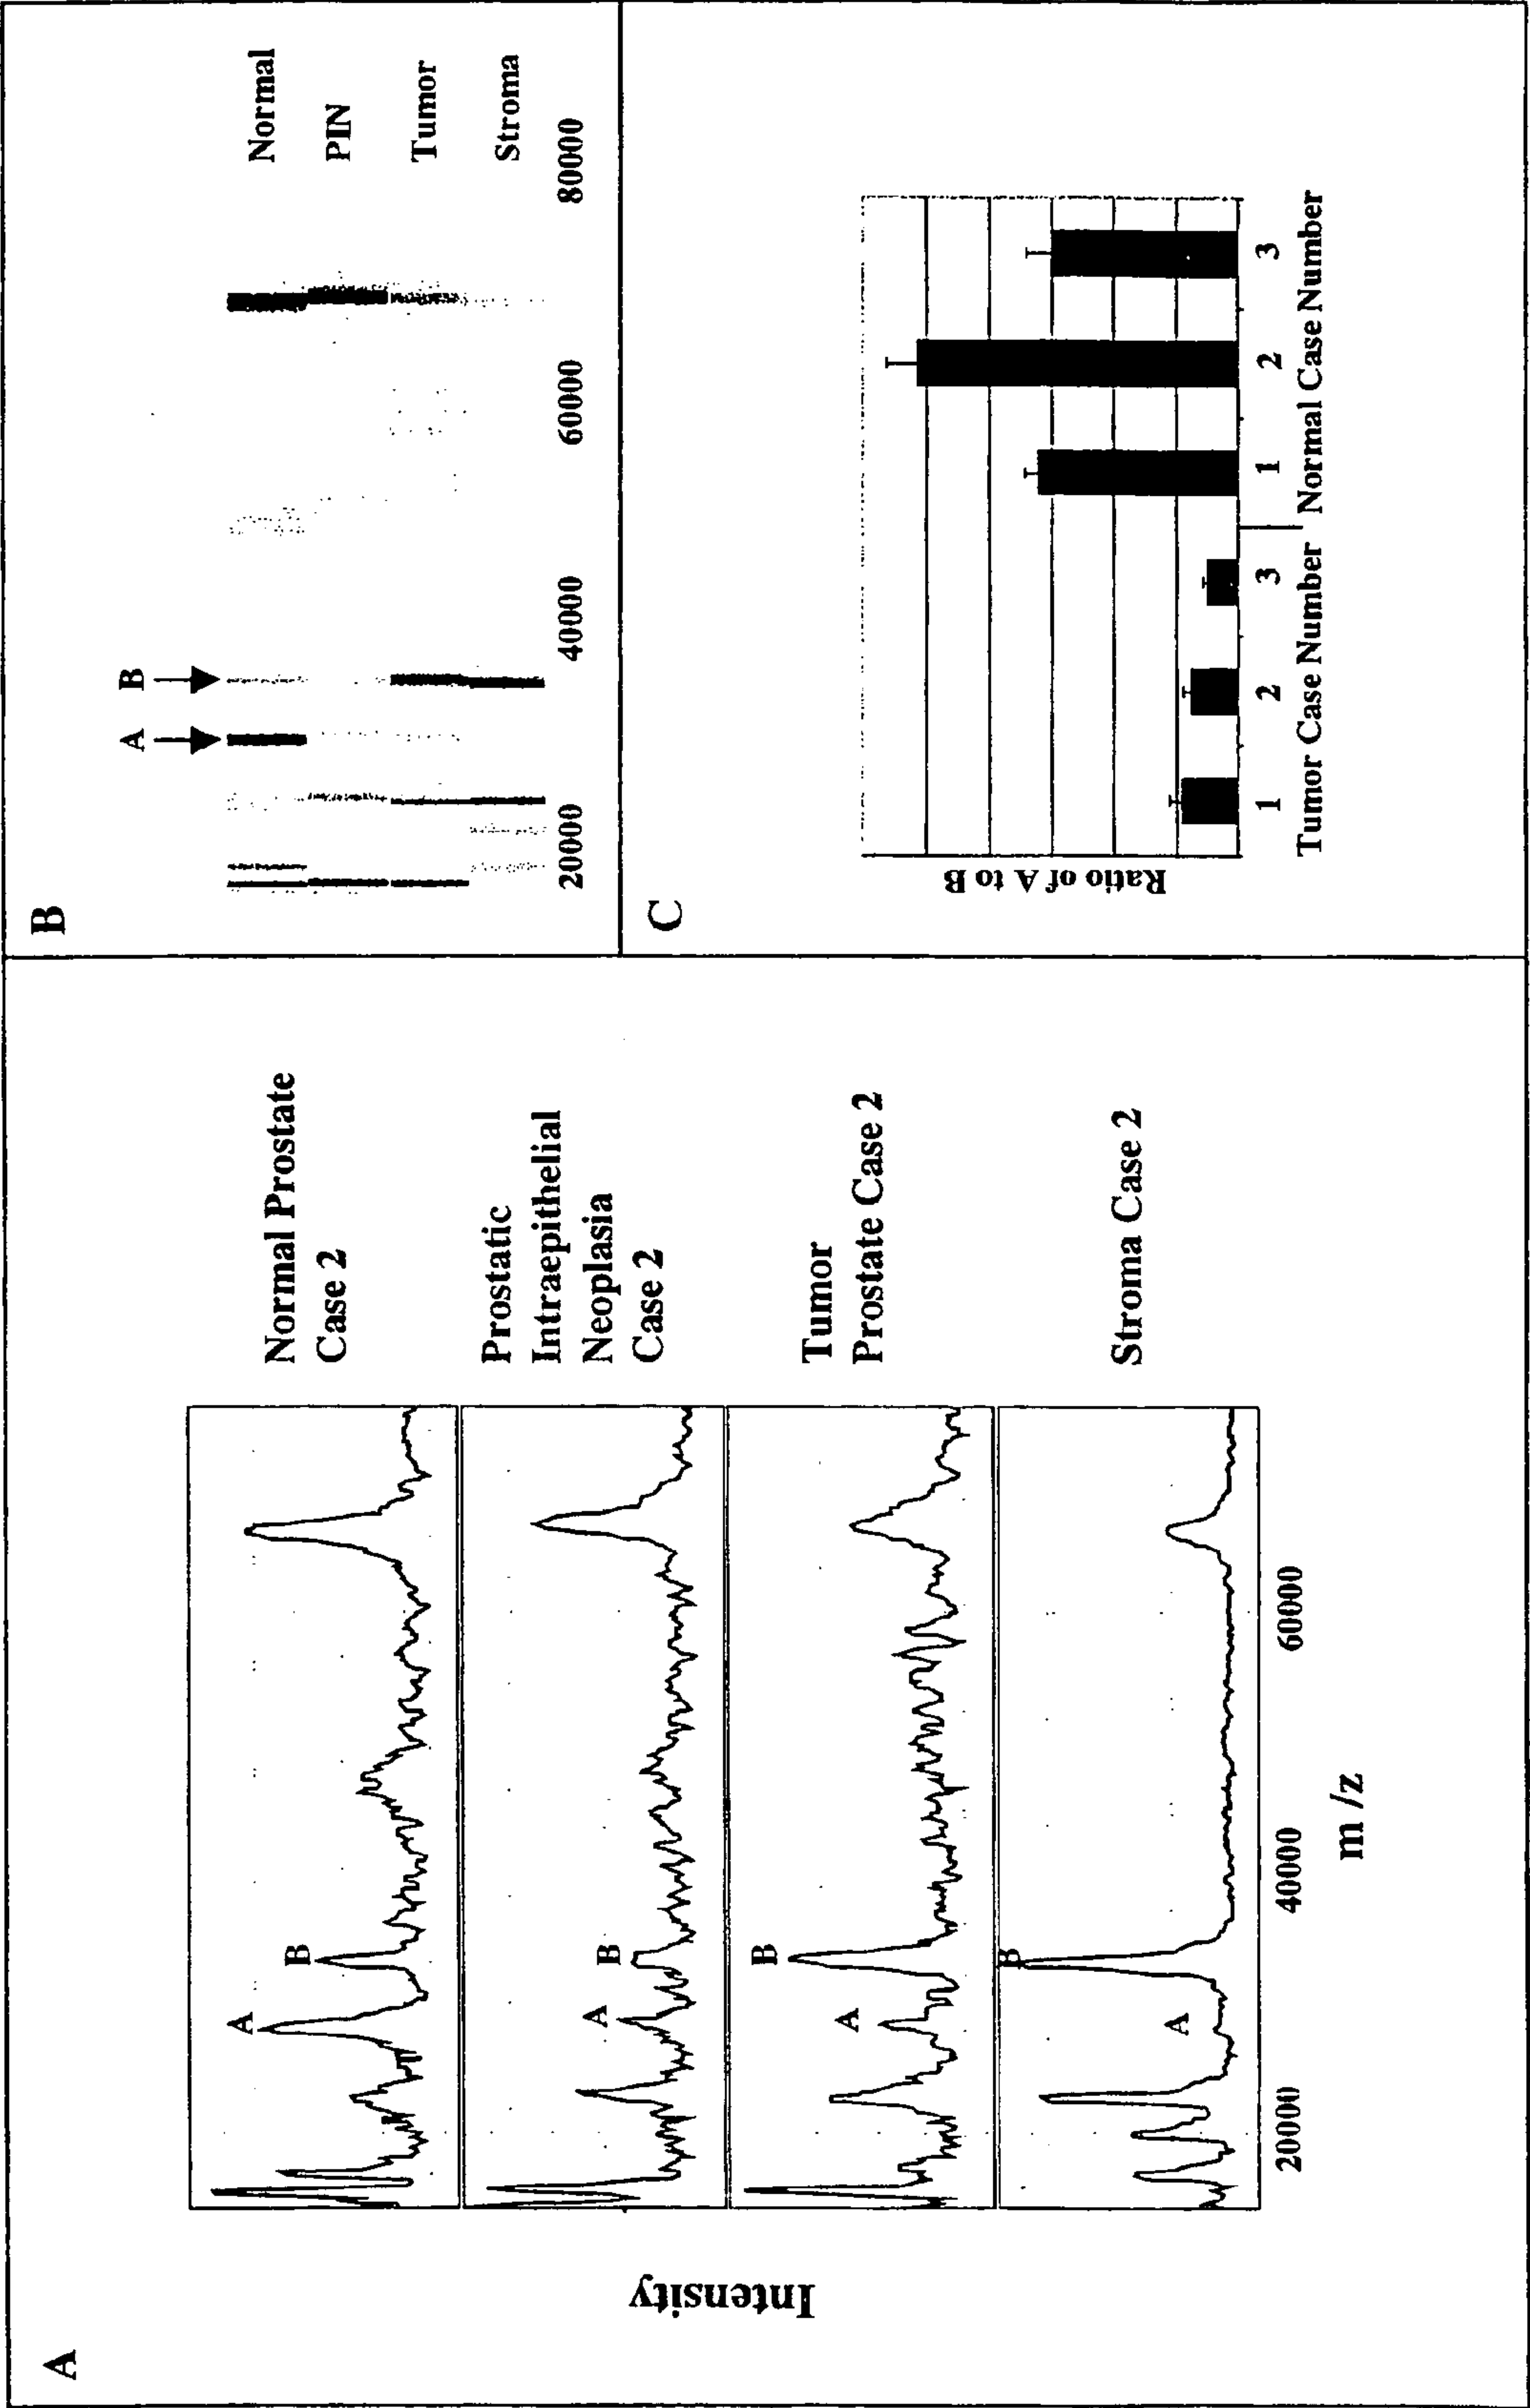 A
Intensity
A
B
Normal Prostate
Case 2
A
B
Prostatic
Intraepithelial
Neoplasia
Case 2
A
B
Tumor
Prostate Case 2
A
B
Stroma Case 2
20000 40000 60000
m /z
B
A B
Normal
PIN
Tumor
Stroma
20000 40000 60000 80000
C
Ratio of A to B
1 2 3 1 2 3
Tumor Case Number Normal Case Number